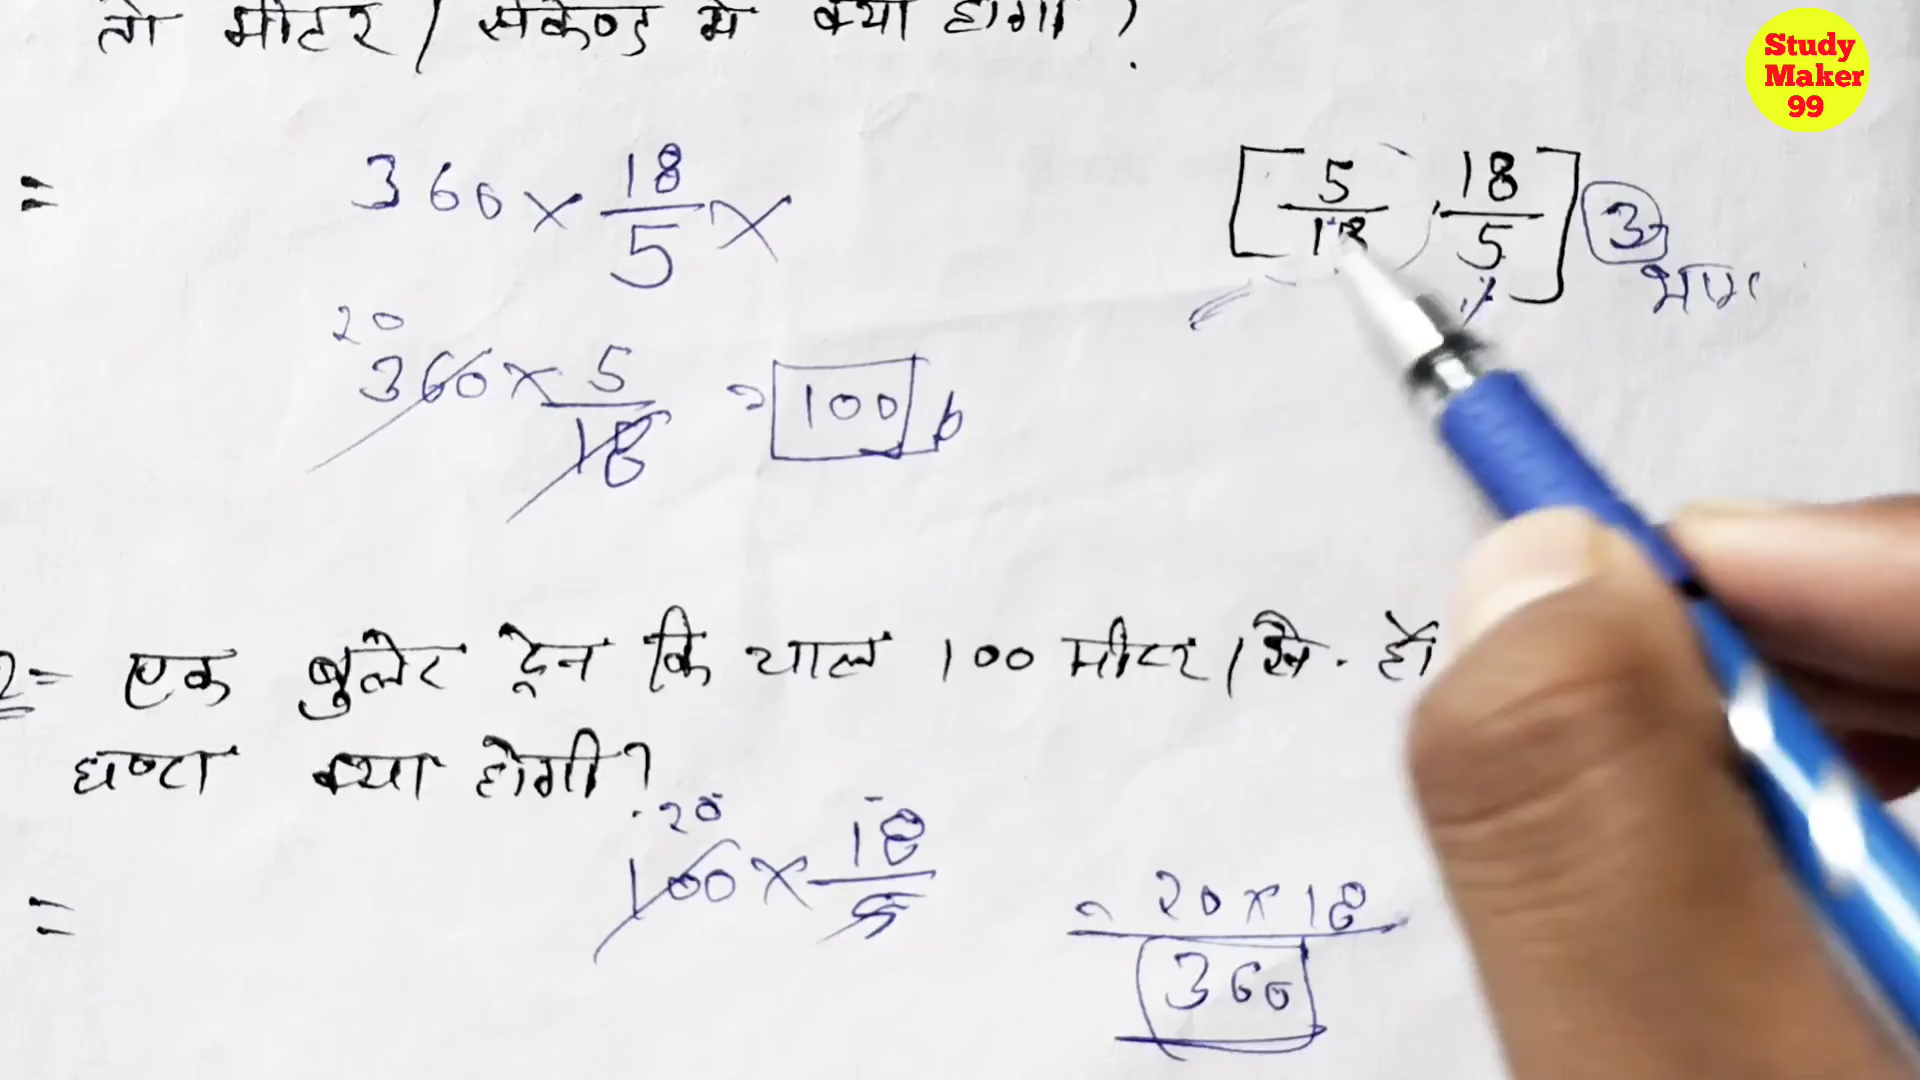 तो मीटर / सेकेण्ड मे क्या होगा ?
Study
Maker
99
= 360 × 18/5 ×
[ 5/18 , 18/5 ] 3
20
360 × 5/18 = 100
2= एक बुलेट ट्रेन कि चाल 100 मीटर / से. हो
घण्टा क्या होगी ?
20
= 100 × 18/5
= 20 × 18
360